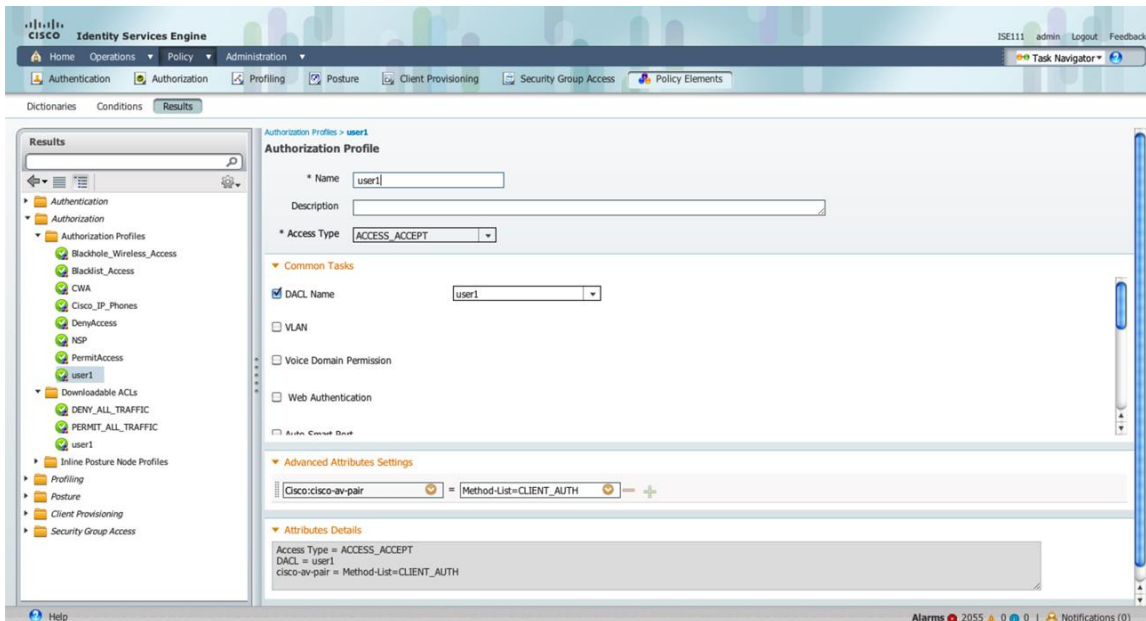 CISCO Identity Services Engine
ISE111 admin Logout Feedback
Home Operations Policy Administration
Task Navigator
Authentication Authorization Profiling Posture Client Provisioning Security Group Access Policy Elements
Dictionaries Conditions Results
Results
Authentication
Authorization
Authorization Profiles
Blackhole_Wireless_Access
Blacklist_Access
CWA
Cisco_IP_Phones
DenyAccess
NSP
PermitAccess
user1
Downloadable ACLs
DENY_ALL_TRAFFIC
PERMIT_ALL_TRAFFIC
user1
Inline Posture Node Profiles
Profiling
Posture
Client Provisioning
Security Group Access
Authorization Profiles > user1
Authorization Profile
* Name user1
Description
* Access Type ACCESS_ACCEPT
Common Tasks
DACL Name user1
VLAN
Voice Domain Permission
Web Authentication
Auto Smart Port
Advanced Attributes Settings
Cisco:cisco-av-pair = Method-List=CLIENT_AUTH
Attributes Details
Access Type = ACCESS_ACCEPT
DACL = user1
cisco-av-pair = Method-List=CLIENT_AUTH
Help
Alarms 2055 0 0 | Notifications (0)